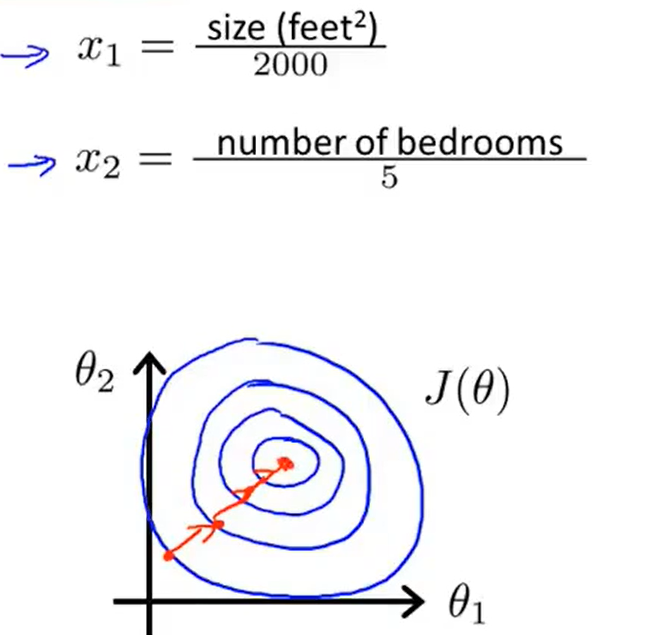 x₁ = size (feet²) / 2000
x₂ = number of bedrooms / 5
θ₂
J(θ)
θ₁